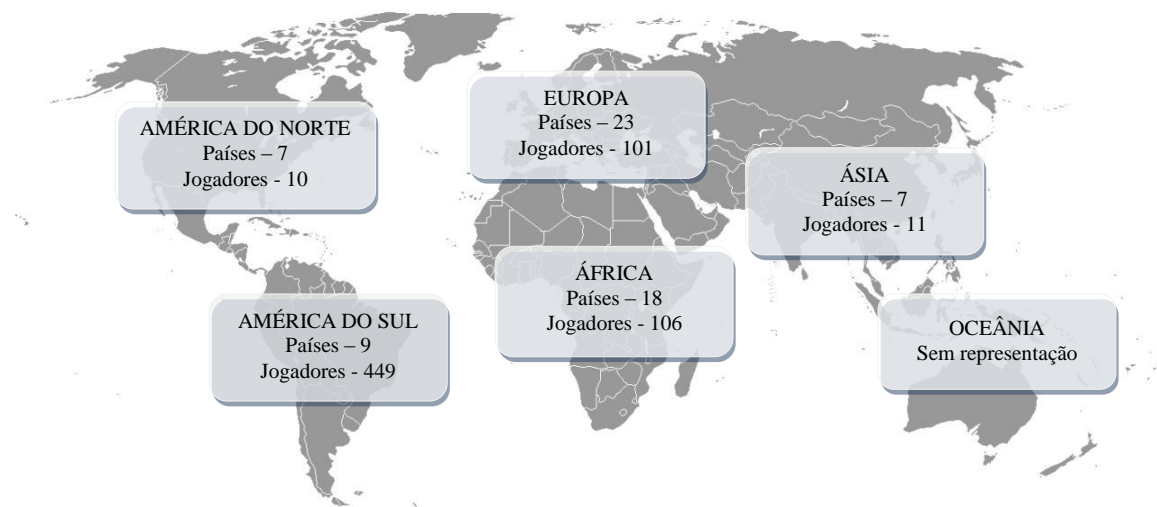 AMÉRICA DO NORTE
Países – 7
Jogadores - 10
EUROPA
Países – 23
Jogadores - 101
ÁSIA
Países – 7
Jogadores - 11
AMÉRICA DO SUL
Países – 9
Jogadores - 449
ÁFRICA
Países – 18
Jogadores - 106
OCEÂNIA
Sem representação